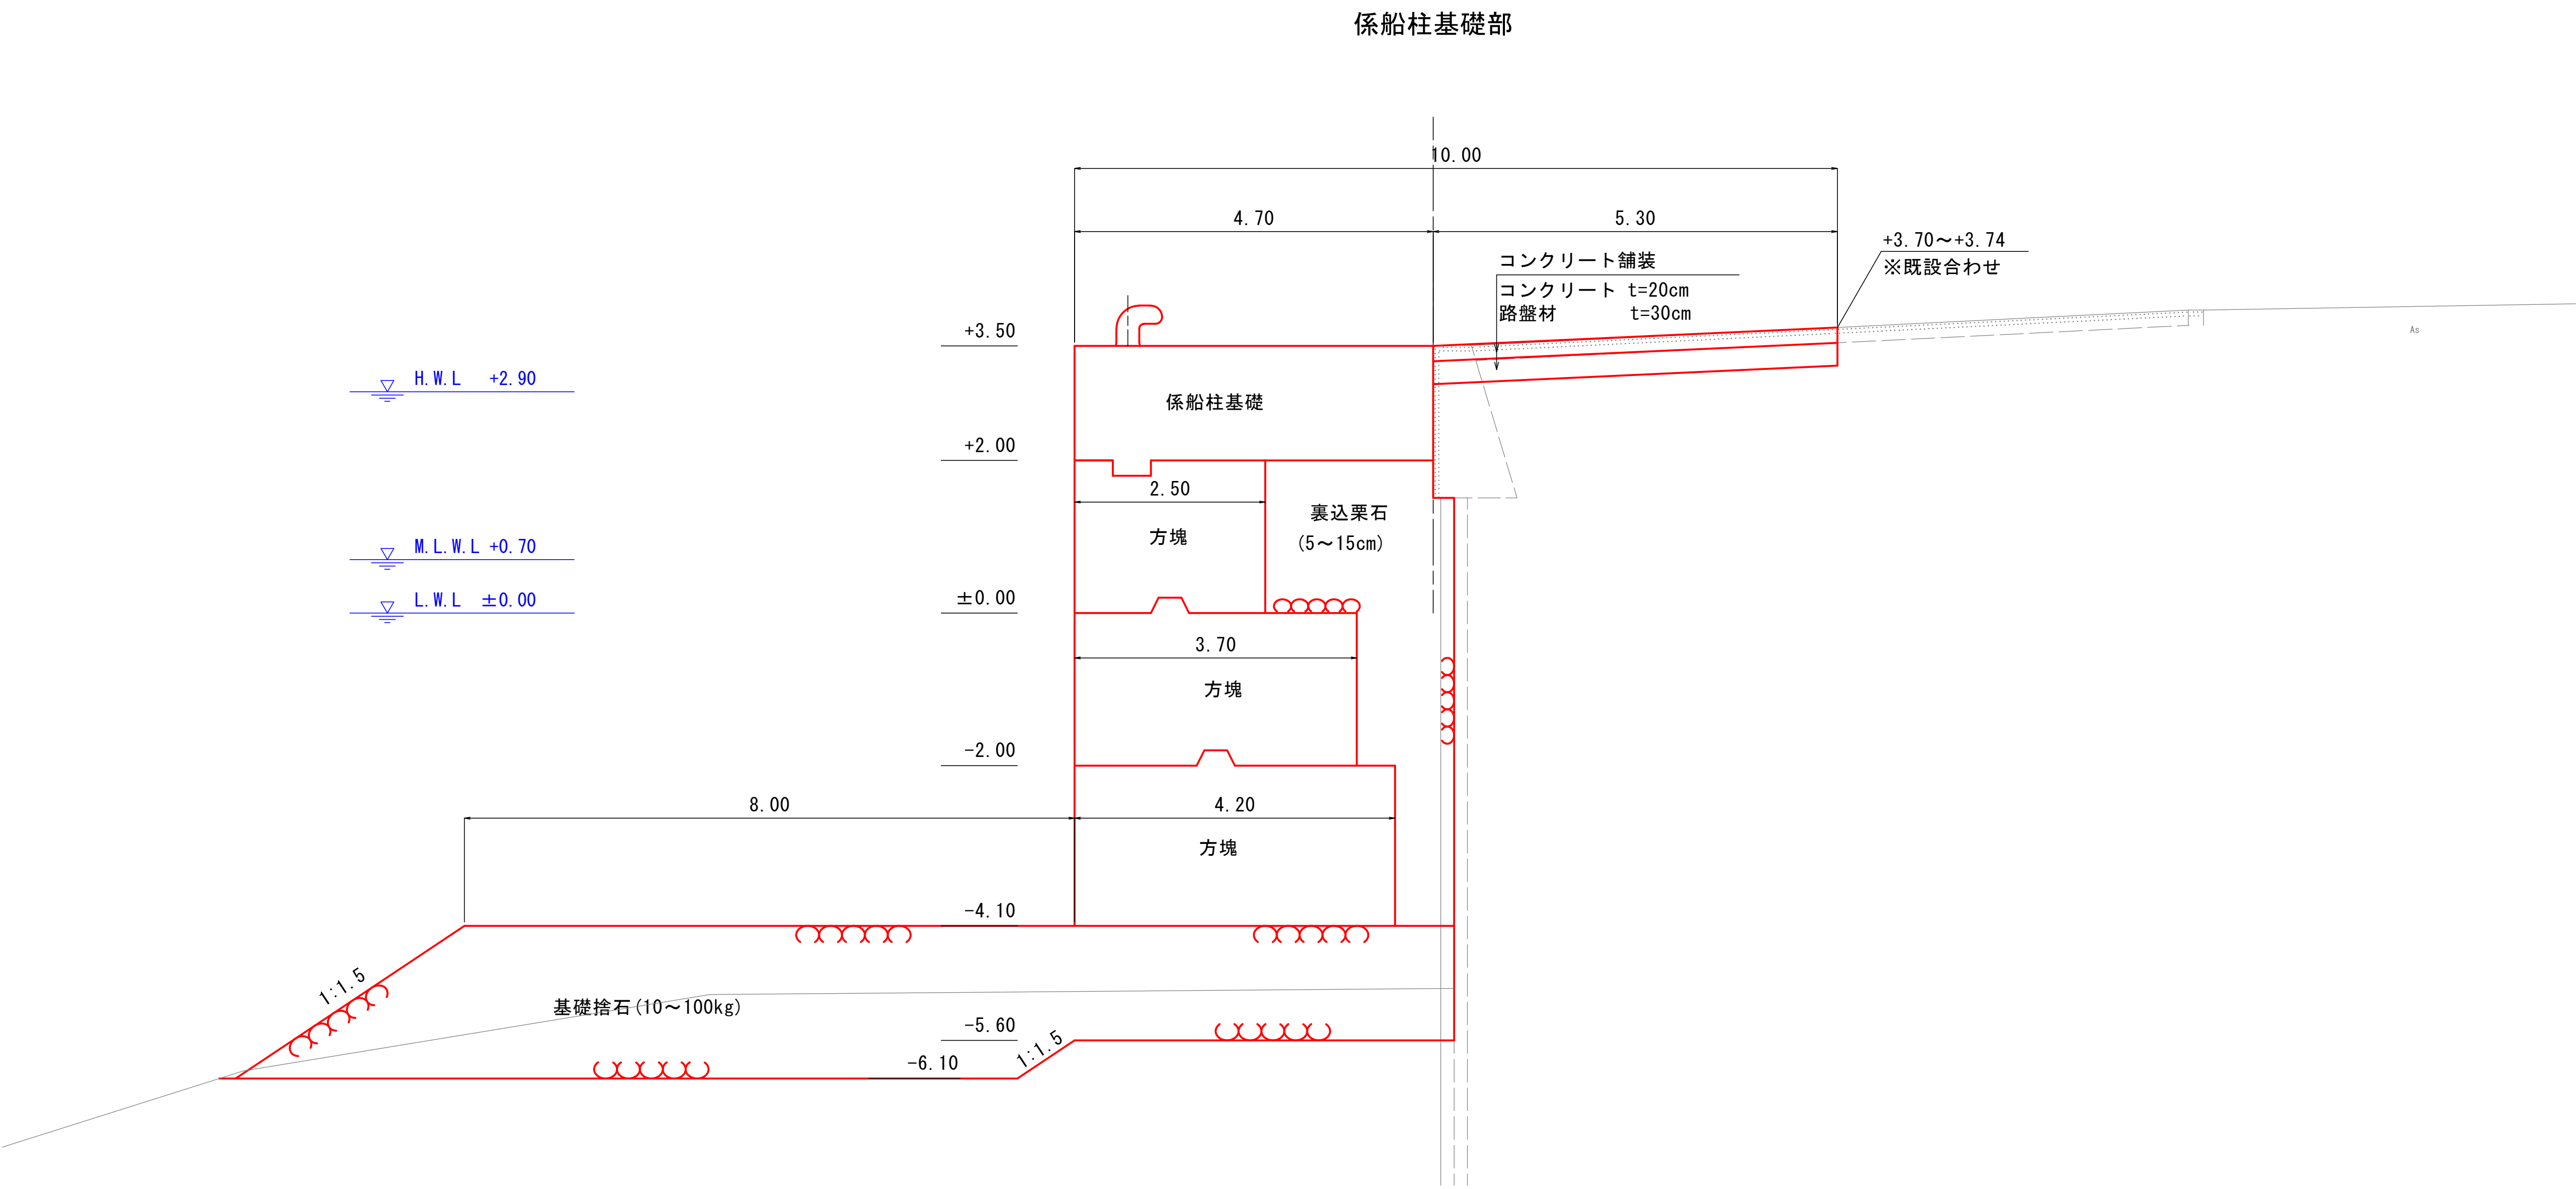 係船柱基礎部
10.00
4.70
5.30
+3.70～+3.74
※既設合わせ
コンクリート舗装
コンクリート t=20cm
路盤材 t=30cm
+3.50
As
H.W.L +2.90
係船柱基礎
+2.00
2.50
裏込栗石
(5～15cm)
方塊
M.L.W.L +0.70
L.W.L ±0.00
±0.00
3.70
方塊
-2.00
8.00
4.20
方塊
-4.10
1:1.5
基礎捨石(10～100kg)
-5.60
1:1.5
-6.10